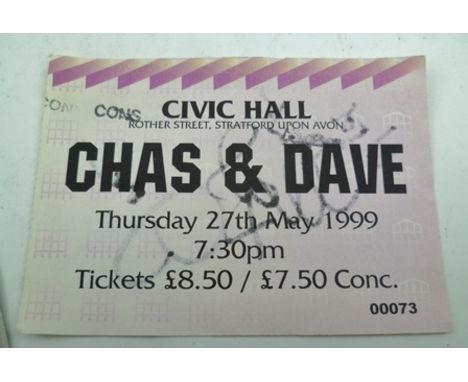 CON CONS
CIVIC HALL
ROTHER STREET, STRATFORD UPON AVON
CHAS & DAVE
Thursday 27th May 1999
7:30pm
Tickets £8.50 / £7.50 Conc.
00073